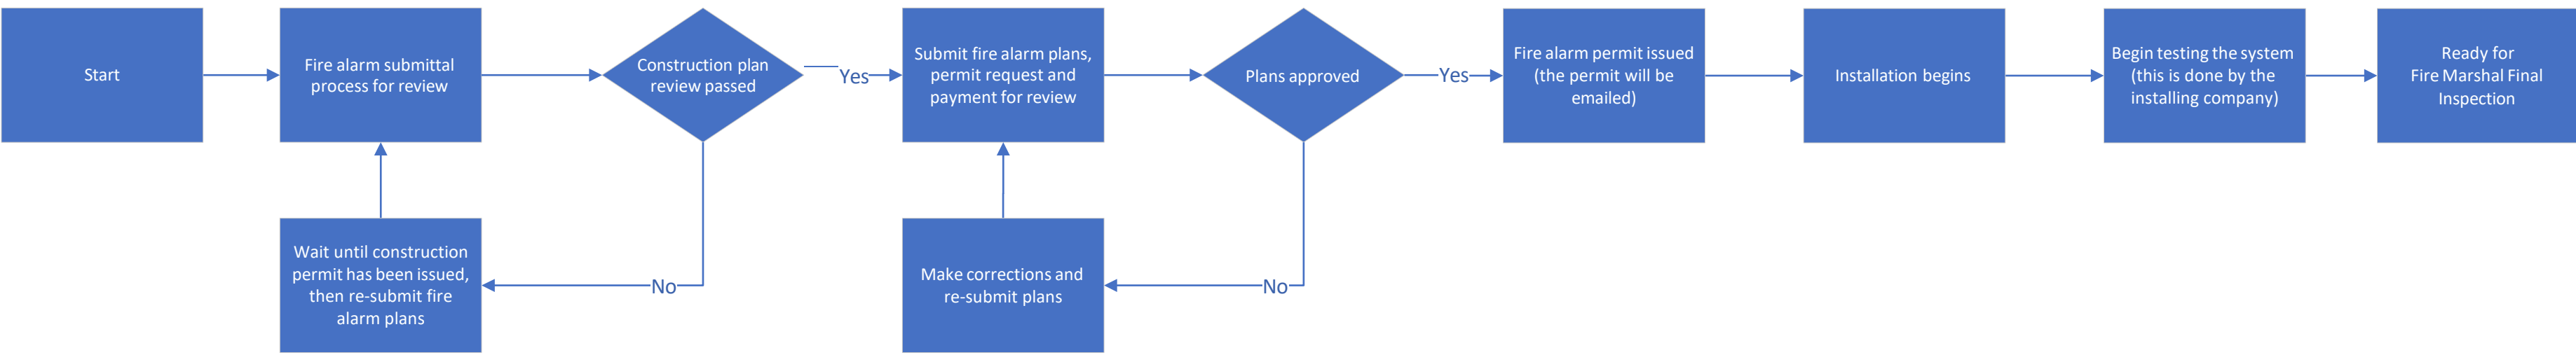 Start
Fire alarm submittal
process for review
Construction plan
review passed
Yes
Submit fire alarm plans,
permit request and
payment for review
Plans approved
Yes
Fire alarm permit issued
(the permit will be
emailed)
Installation begins
Begin testing the system
(this is done by the
installing company)
Ready for
Fire Marshal Final
Inspection
Wait until construction
permit has been issued,
then re-submit fire
alarm plans
No
Make corrections and
re-submit plans
No